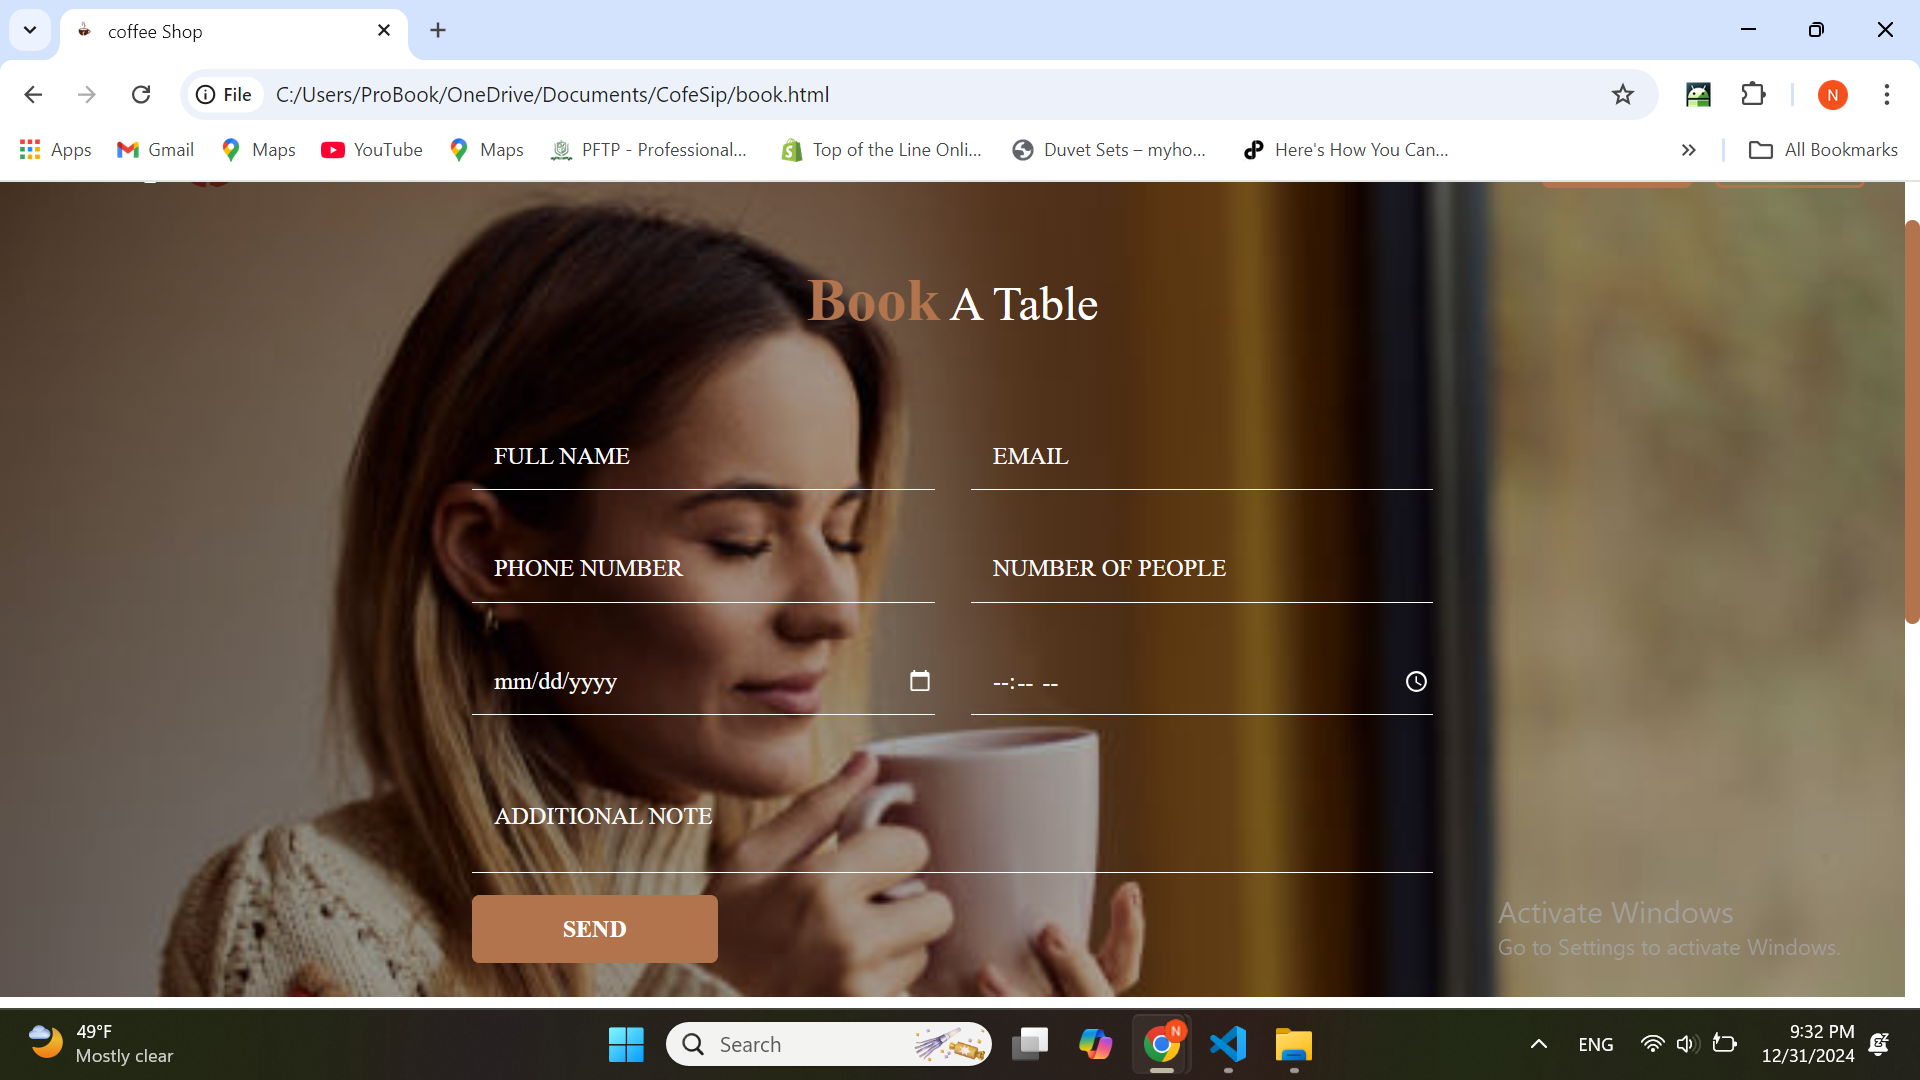 coffee Shop
File
C:/Users/ProBook/OneDrive/Documents/CofeSip/book.html
N
Apps
Gmail
Maps
YouTube
Maps
PFTP - Professional...
Top of the Line Onli...
Duvet Sets – myho...
Here's How You Can...
All Bookmarks
Book A Table
FULL NAME
EMAIL
PHONE NUMBER
NUMBER OF PEOPLE
mm/dd/yyyy
--:-- --
ADDITIONAL NOTE
SEND
Activate Windows
Go to Settings to activate Windows.
49°F
Mostly clear
Search
N
ENG
9:32 PM
12/31/2024